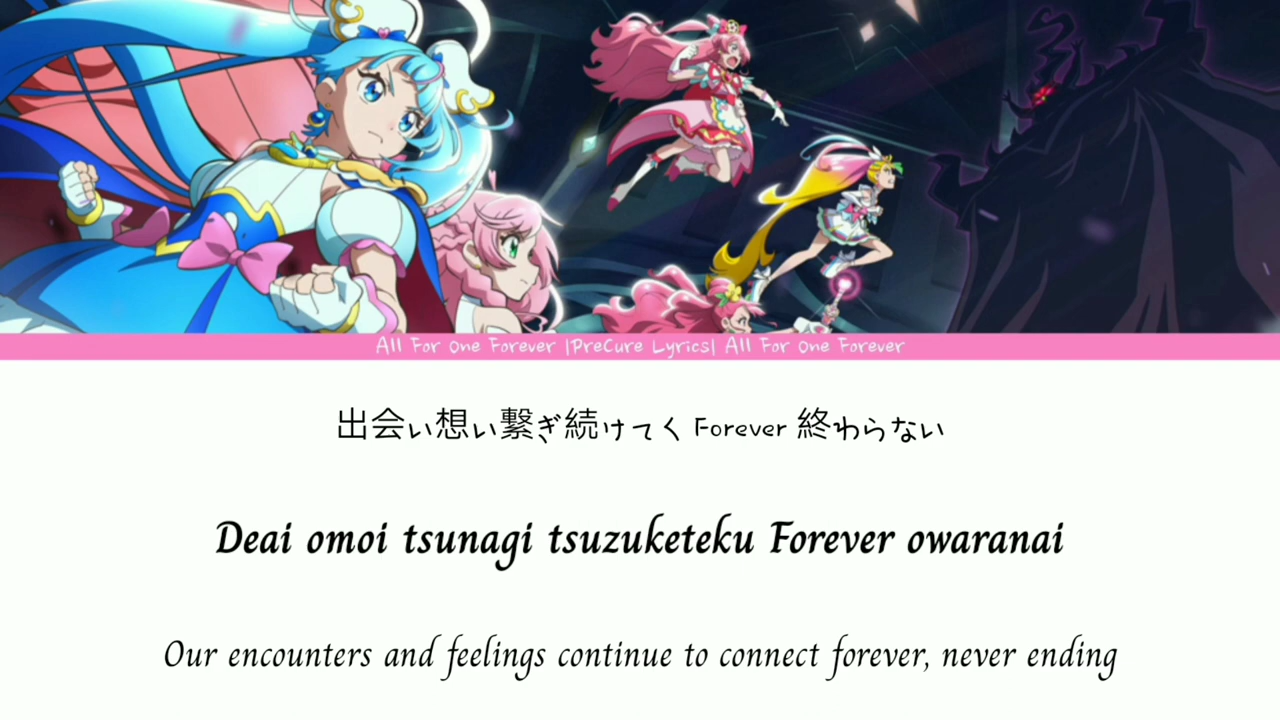 All For One Forever |PreCure Lyrics| All For One Forever
出会い想い繋ぎ続けてく Forever 終わらない
Deai omoi tsunagi tsuzuketeku Forever owaranai
Our encounters and feelings continue to connect forever, never ending